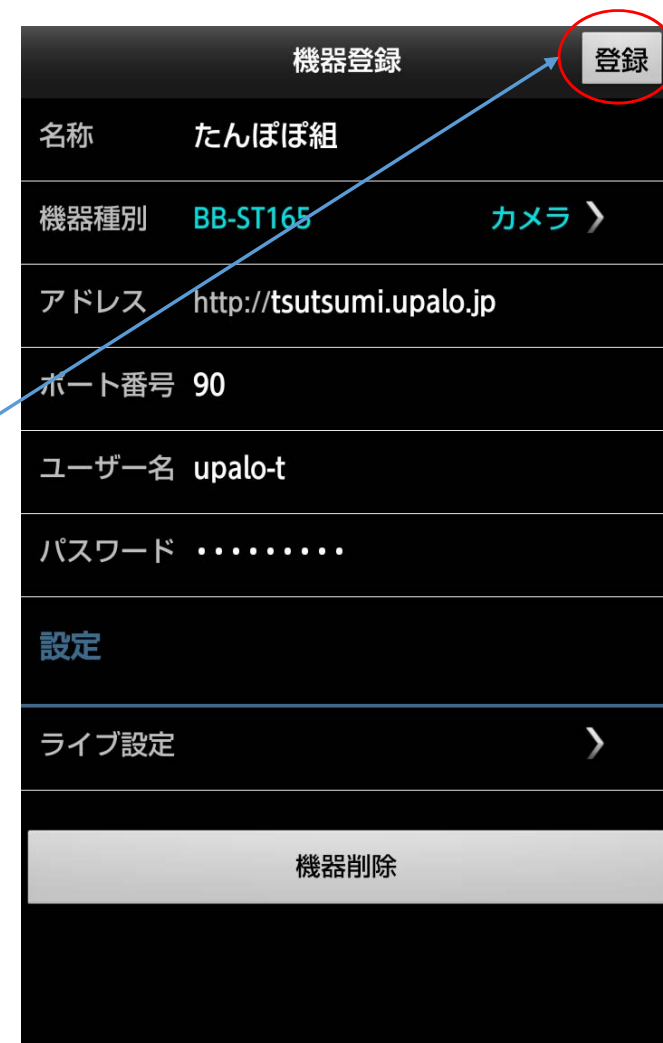 機器登録 登録
名称 たんぽぽ組
機器種別 BB-ST165 カメラ 》
アドレス http://tsutsumi.upalo.jp
ポート番号 90
ユーザー名 upalo-t
パスワード ・・・・・・・・・
設定
ライブ設定 》
機器削除